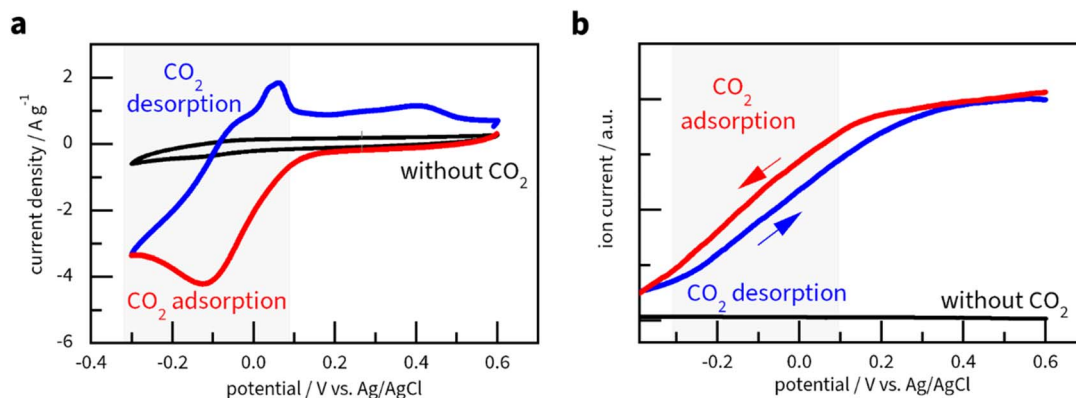 a
2
0
-2
-4
-6
-0.4
-0.2
0.0
0.2
0.4
0.6
current density / A g⁻¹
potential / V vs. Ag/AgCl
CO₂
desorption
CO₂ adsorption
without CO₂
b
ion current / a.u.
CO₂
adsorption
CO₂ desorption
without CO₂
-0.2
0.0
0.2
0.4
0.6
potential / V vs. Ag/AgCl